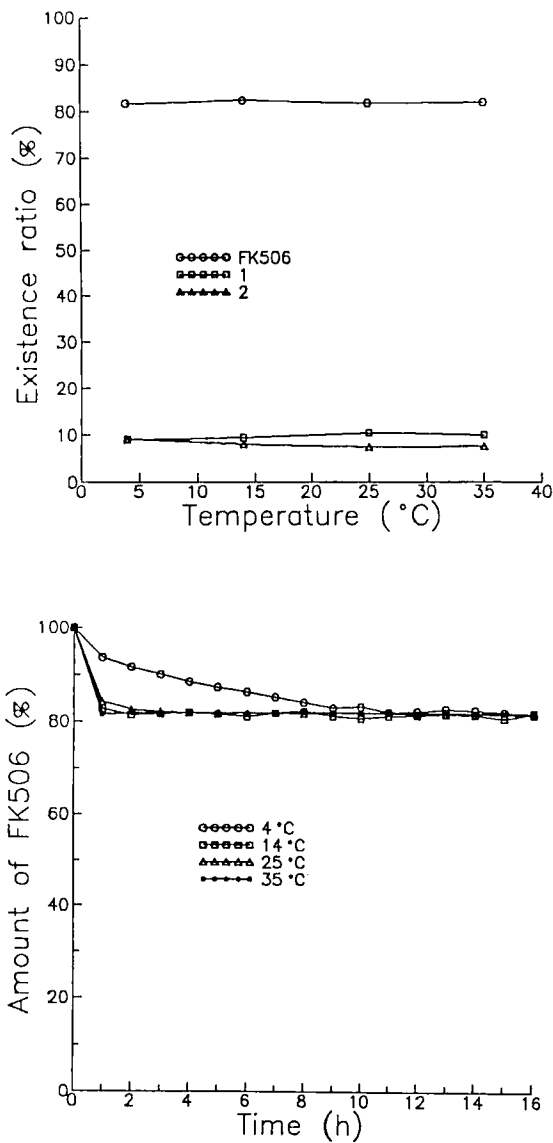 100
90
80
70
60
50
40
30
20
10
0
Existence ratio (%)
FK506
1
2
0 5 10 15 20 25 30 35 40
Temperature (°C)
100
80
60
40
20
0
Amount of FK506 (%)
4 °C
14 °C
25 °C
35 °C
0 2 4 6 8 10 12 14 16
Time (h)